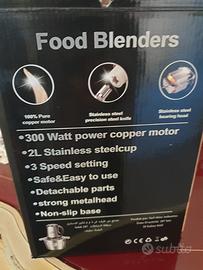 Food Blenders
100% Pure
copper motor
Stainless steel
precision steel knife
Stainless steel
bearing head
•300 Watt power copper motor
•2L Stainless steelcup
•3 Speed setting
•Safe&Easy to use
•Detachable parts
•strong metalhead
•Non-slip base
subito